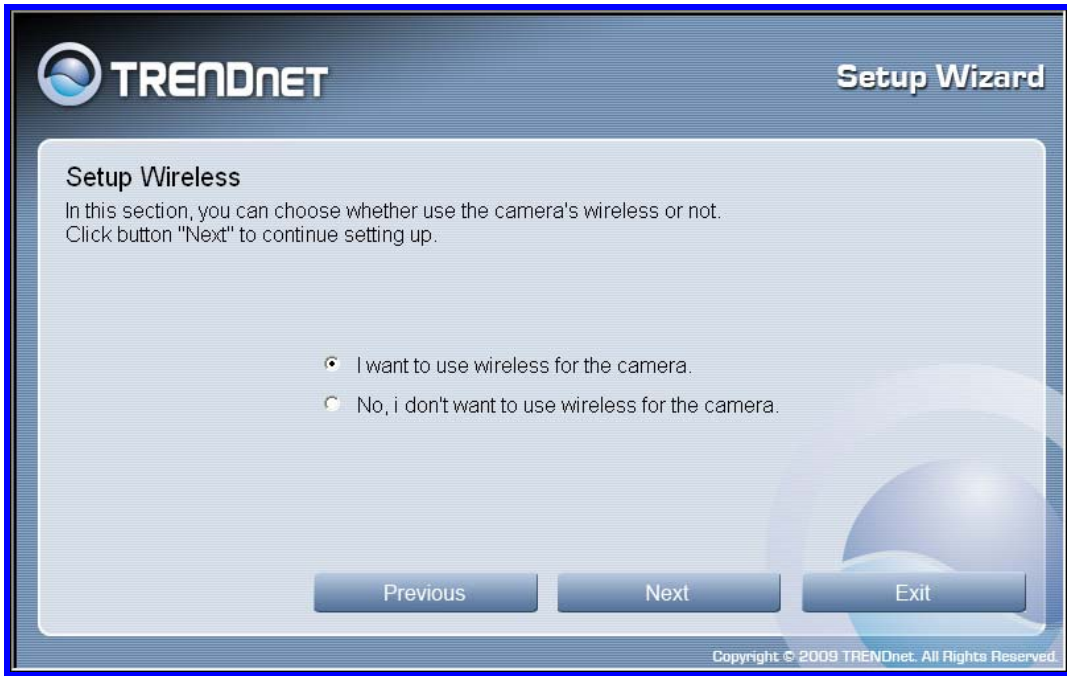 TRENDNET
Setup Wizard
Setup Wireless
In this section, you can choose whether use the camera's wireless or not.
Click button "Next" to continue setting up.
I want to use wireless for the camera.
No, i don't want to use wireless for the camera.
Previous
Next
Exit
Copyright © 2009 TRENDnet. All Rights Reserved.